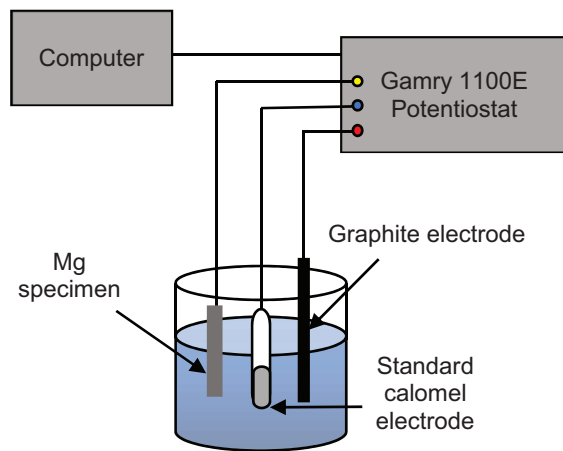 Computer
Gamry 1100E
Potentiostat
Graphite electrode
Mg
specimen
Standard
calomel
electrode